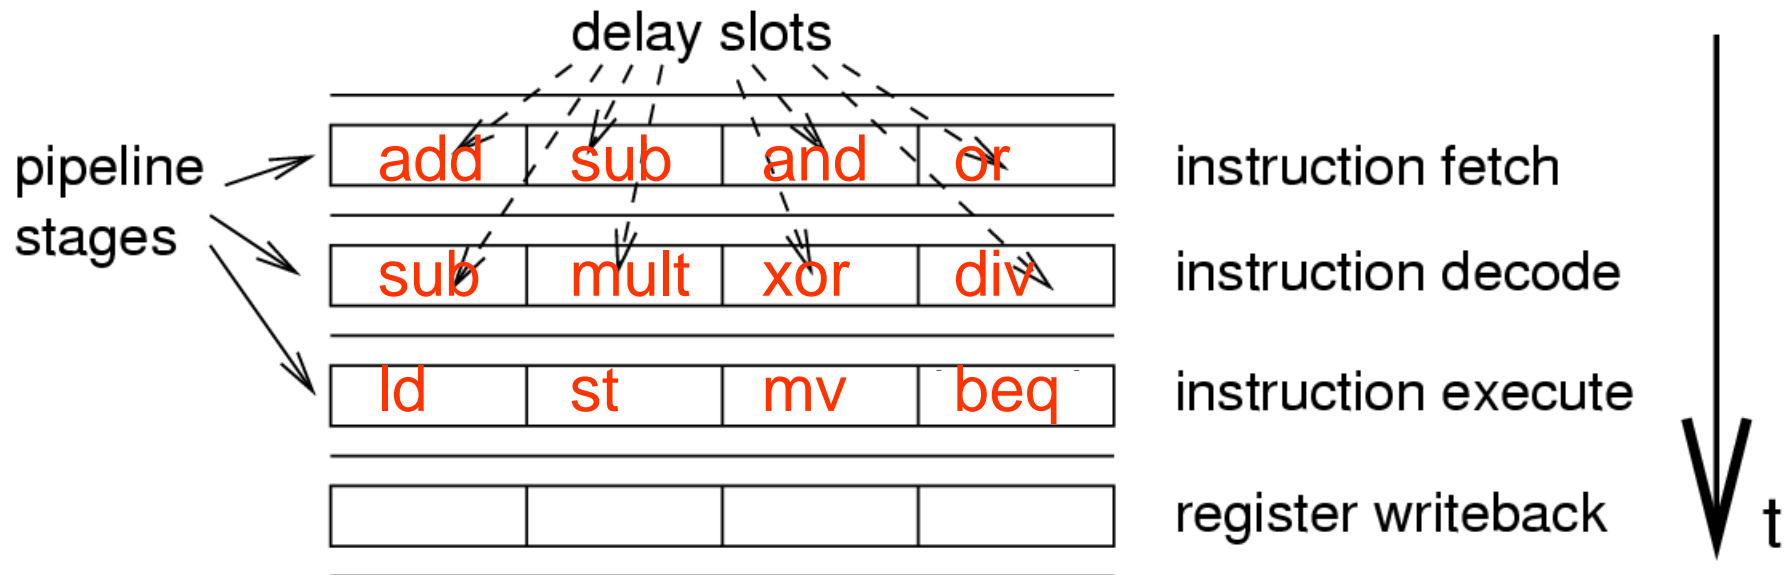 delay slots
pipeline
stages
add sub and or instruction fetch
sub mult xor div instruction decode
ld st mv beq instruction execute
register writeback
t